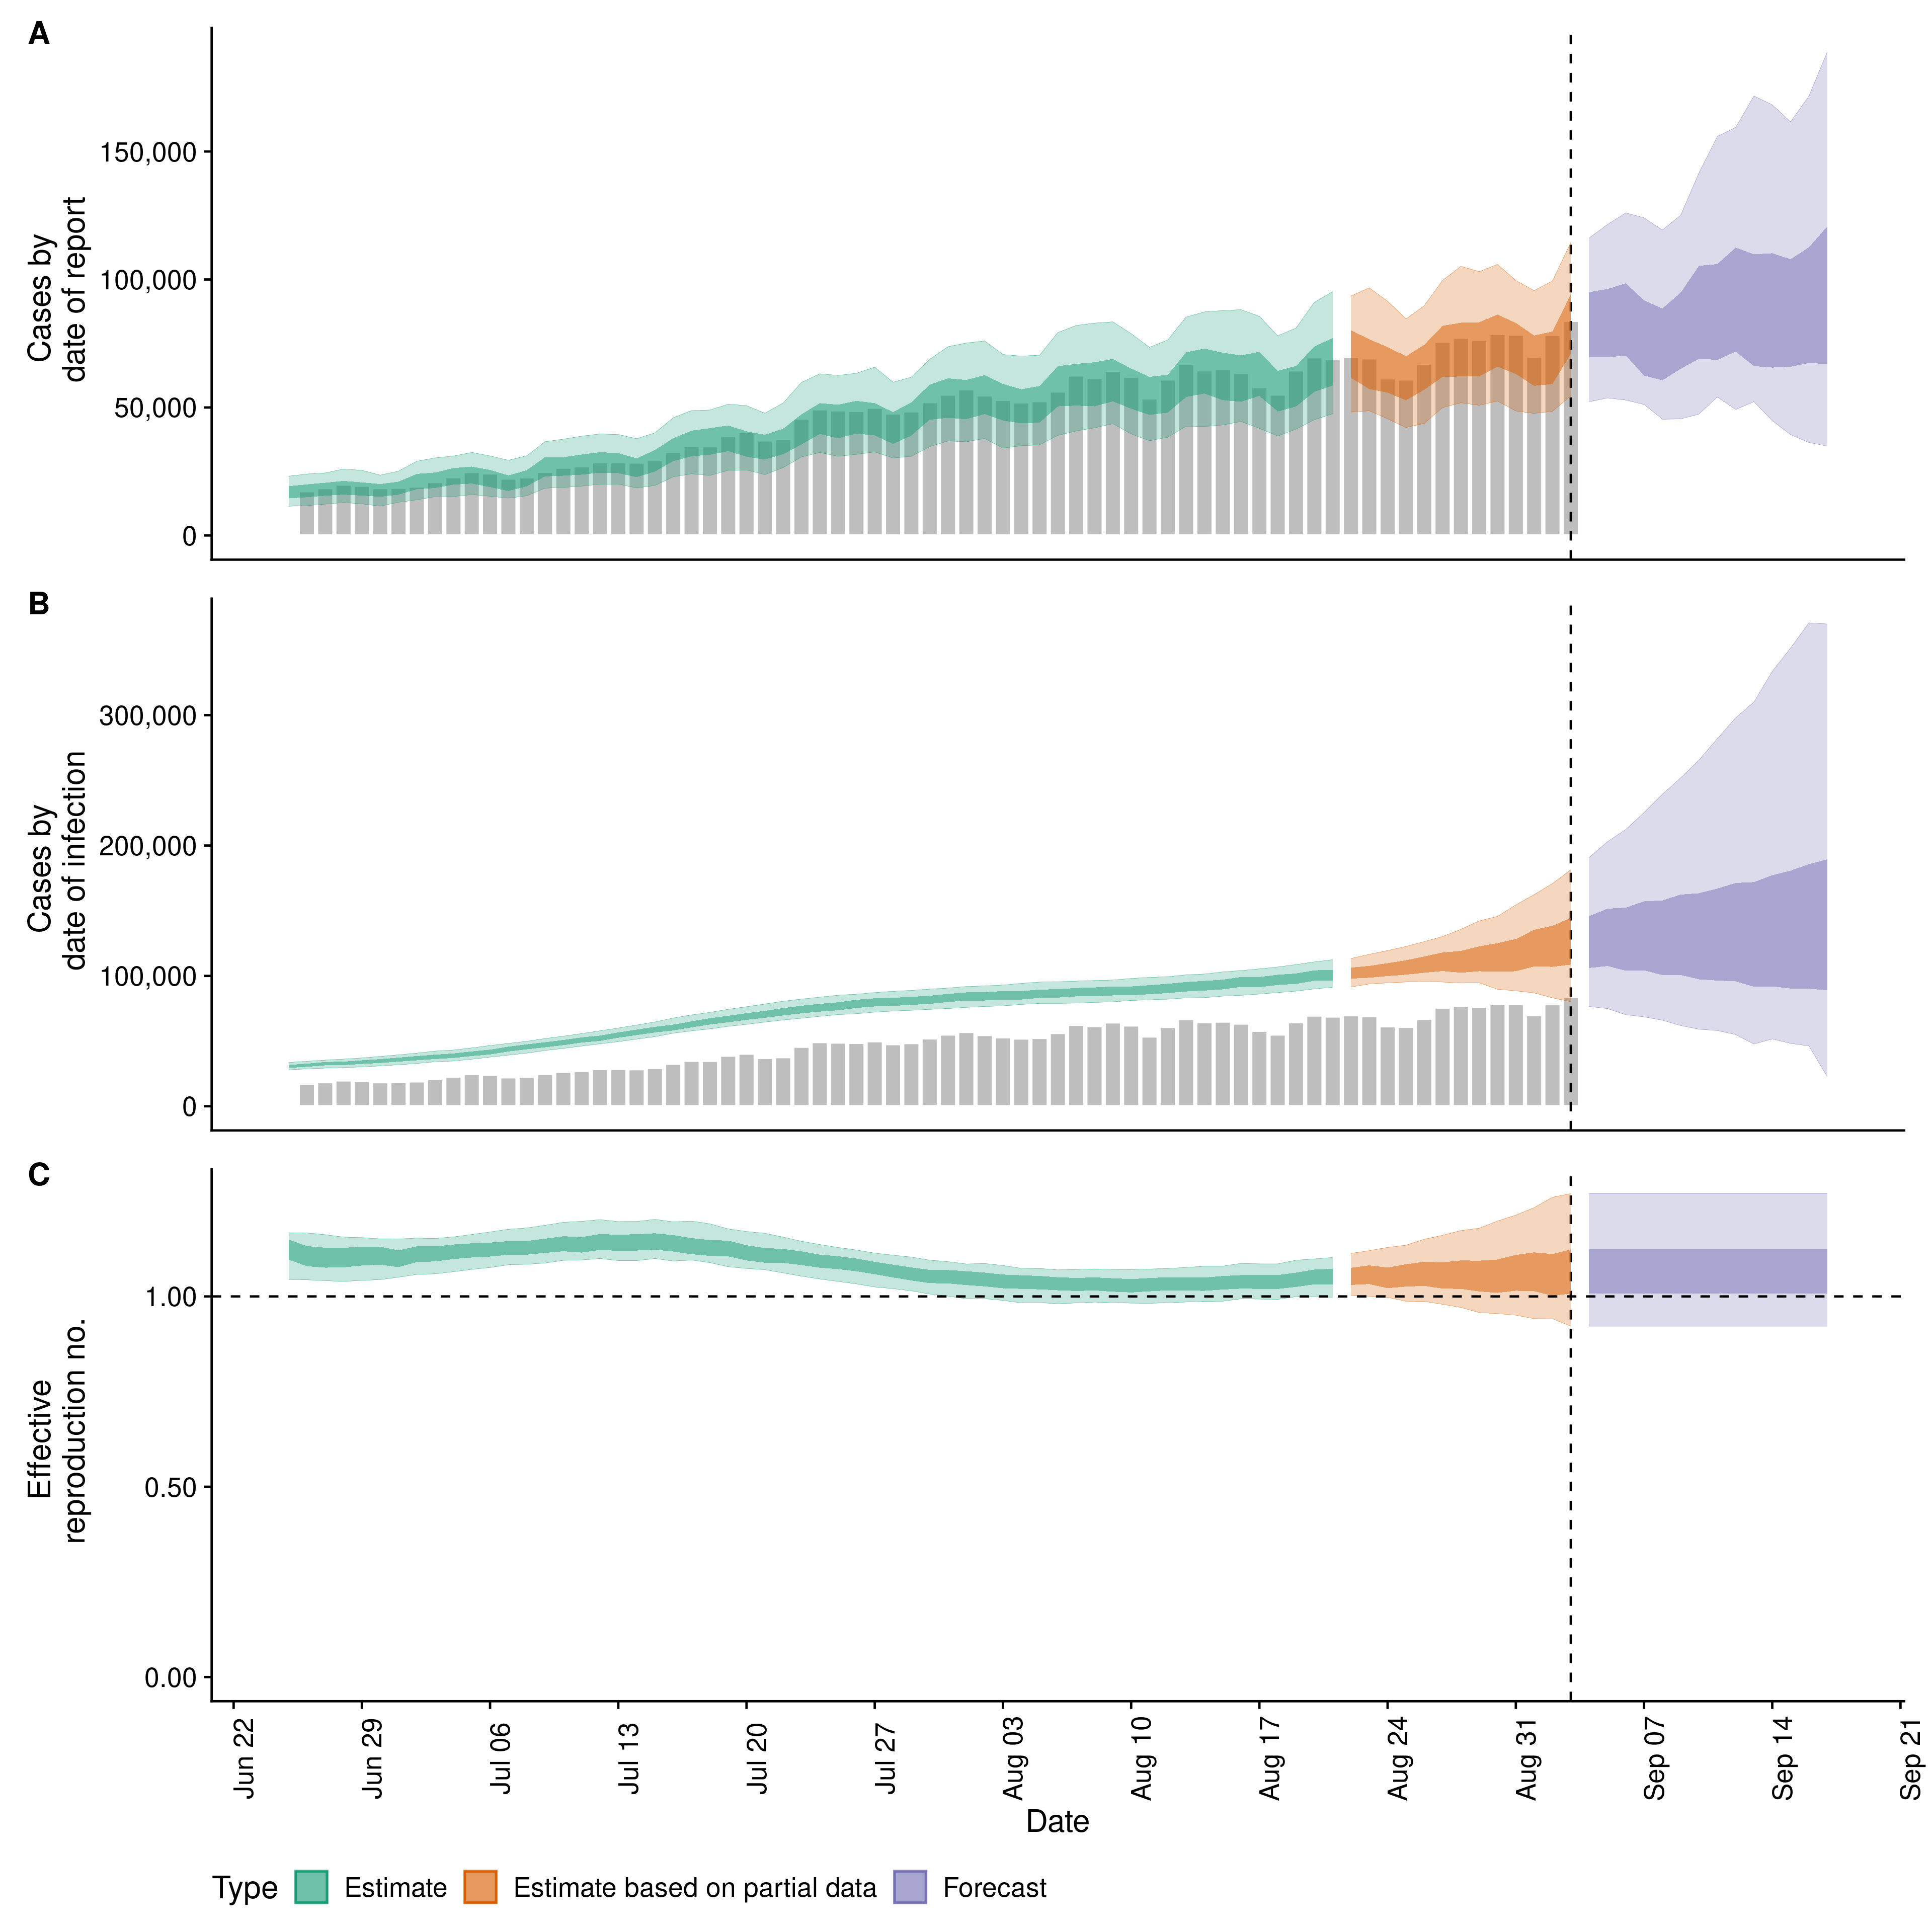 A
Cases by
date of report
150,000
100,000
50,000
0
B
Cases by
date of infection
300,000
200,000
100,000
0
C
Effective
reproduction no.
1.00
0.50
0.00
Jun 22
Jun 29
Jul 06
Jul 13
Jul 20
Jul 27
Aug 03
Aug 10
Aug 17
Aug 24
Aug 31
Sep 07
Sep 14
Sep 21
Date
Type Estimate Estimate based on partial data Forecast